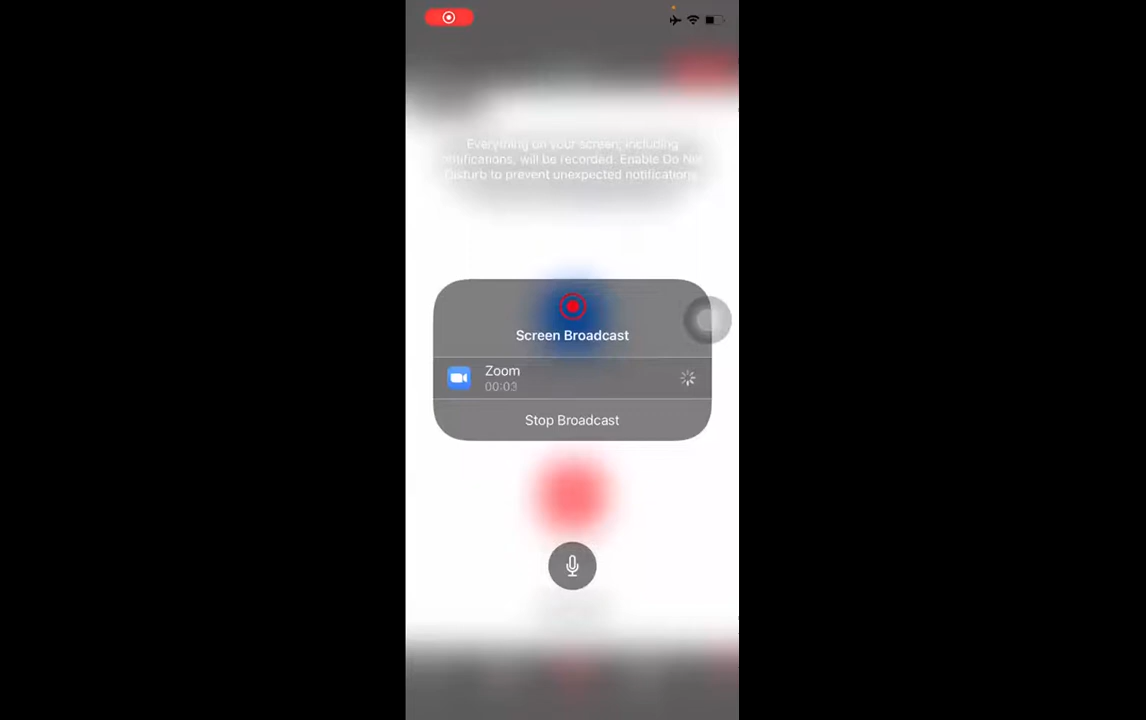 Everything on your screen, including
notifications, will be recorded. Enable Do Not
Disturb to prevent unexpected notifications.
Screen Broadcast
Zoom
00:03
Stop Broadcast